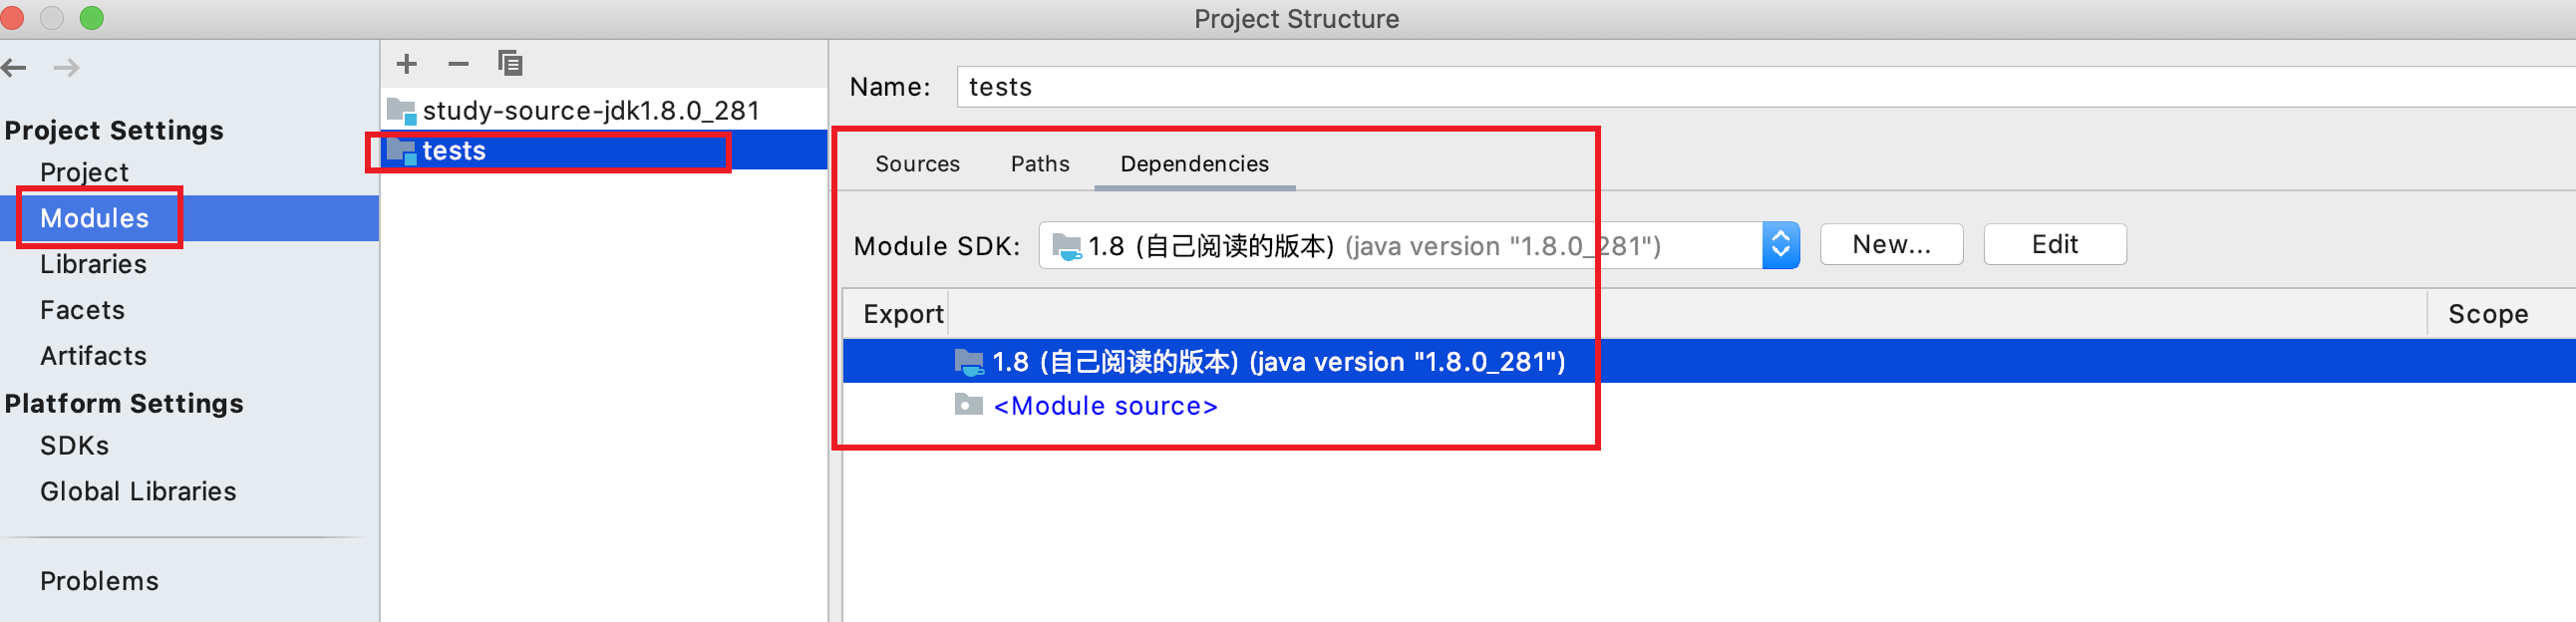 Project Structure
Project Settings
Project
Modules
Libraries
Facets
Artifacts
Platform Settings
SDKs
Global Libraries
Problems
study-source-jdk1.8.0_281
tests
Name: tests
Sources Paths Dependencies
Module SDK: 1.8 (自己阅读的版本) (java version "1.8.0_281") New... Edit
Export Scope
1.8 (自己阅读的版本) (java version "1.8.0_281")
<Module source>